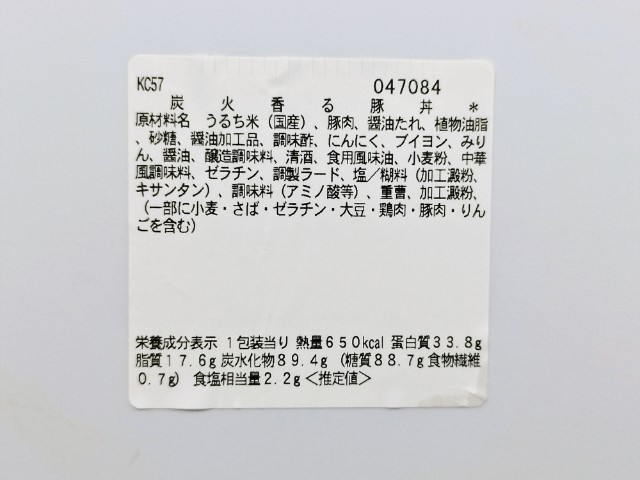 KC57 047084
炭火香る豚丼*
原材料名 うるち米(国産)、豚肉、醤油たれ、植物油脂
、砂糖、醤油加工品、調味酢、にんにく、ブイヨン、みり
ん、醤油、醸造調味料、清酒、食用風味油、小麦粉、中華
風調味料、ゼラチン、調製ラード、塩/糊料(加工澱粉、
キサンタン)、調味料(アミノ酸等)、重曹、加工澱粉、
(一部に小麦・さば・ゼラチン・大豆・鶏肉・豚肉・りん
ごを含む)
栄養成分表示 1包装当り 熱量650kcal 蛋白質33.8g
脂質17.6g 炭水化物89.4g (糖質88.7g 食物繊維
0.7g) 食塩相当量2.2g<推定値>